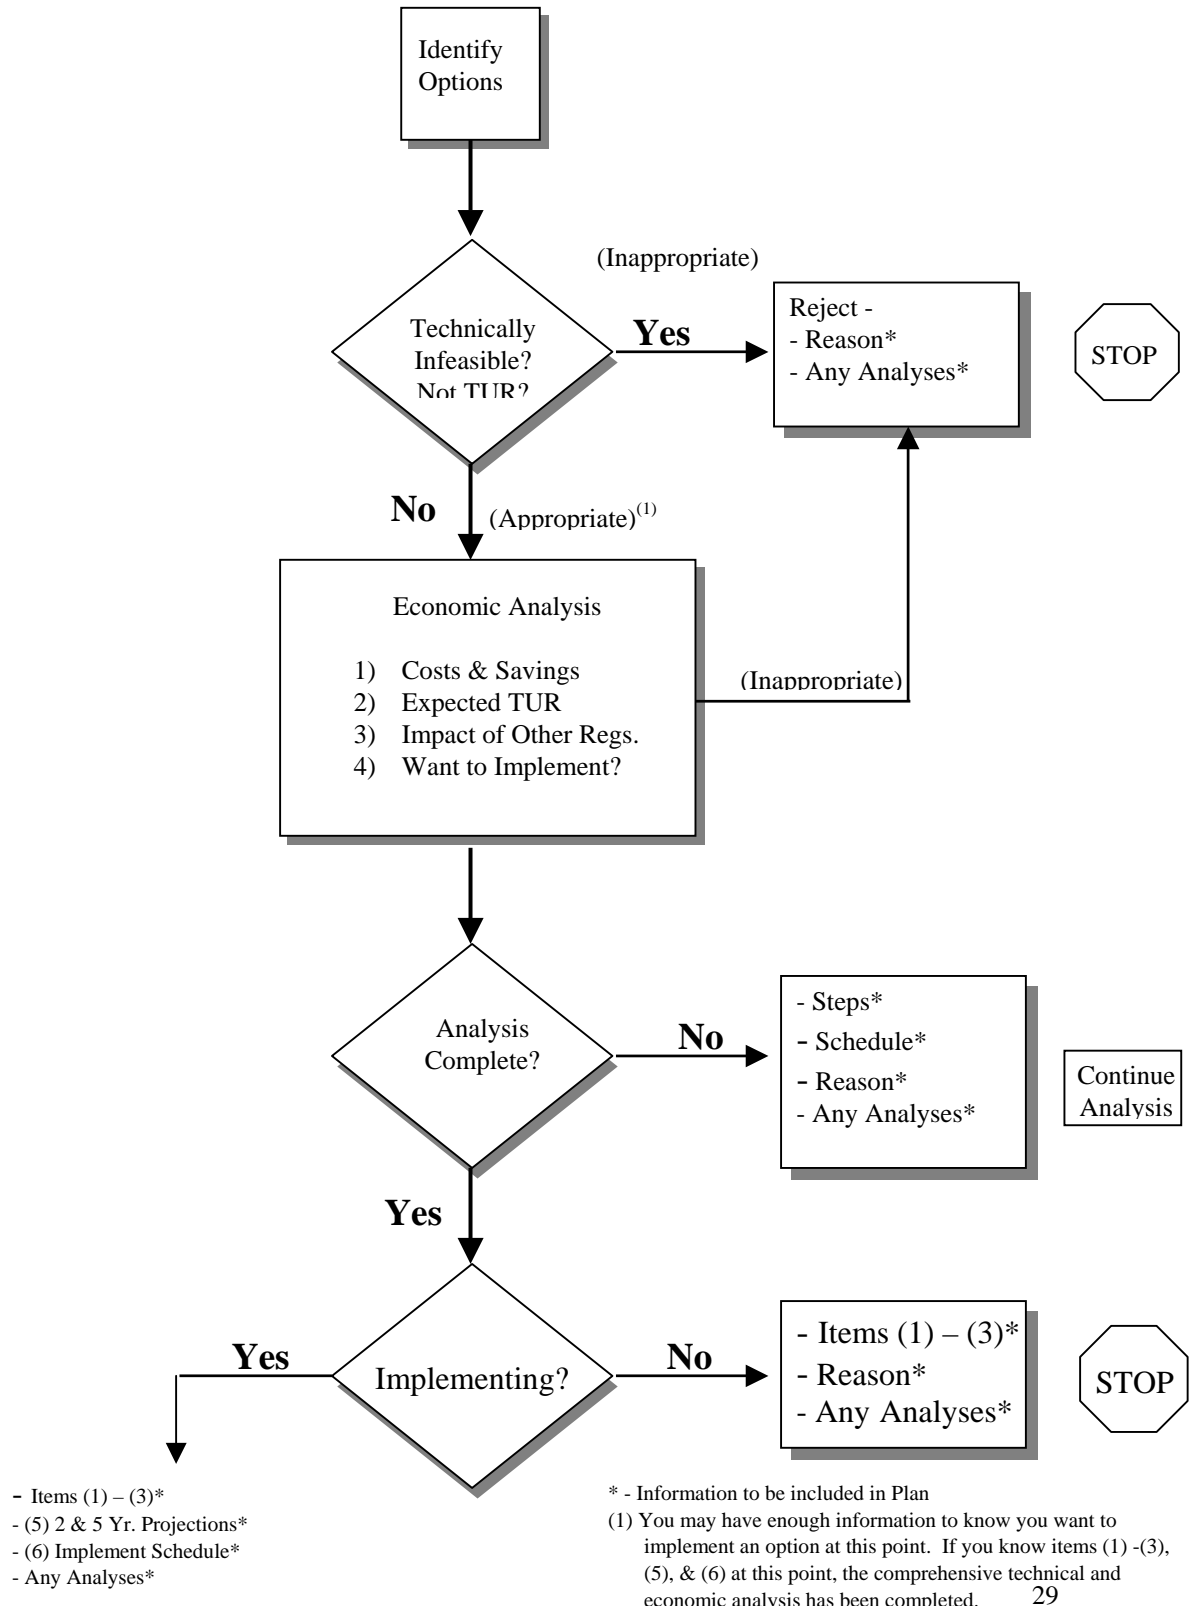 Identify
Options
(Inappropriate)
Technically
Infeasible?
Not TUR?
Yes
Reject -
- Reason*
- Any Analyses*
STOP
No
(Appropriate)(1)
Economic Analysis
1) Costs & Savings
2) Expected TUR
3) Impact of Other Regs.
4) Want to Implement?
(Inappropriate)
Analysis
Complete?
No
- Steps*
- Schedule*
- Reason*
- Any Analyses*
Continue
Analysis
Yes
Implementing?
Yes
No
- Items (1) – (3)*
- Reason*
- Any Analyses*
STOP
- Items (1) – (3)*
- (5) 2 & 5 Yr. Projections*
- (6) Implement Schedule*
- Any Analyses*
* - Information to be included in Plan
(1) You may have enough information to know you want to
implement an option at this point. If you know items (1) -(3),
(5), & (6) at this point, the comprehensive technical and
economic analysis has been completed.
29